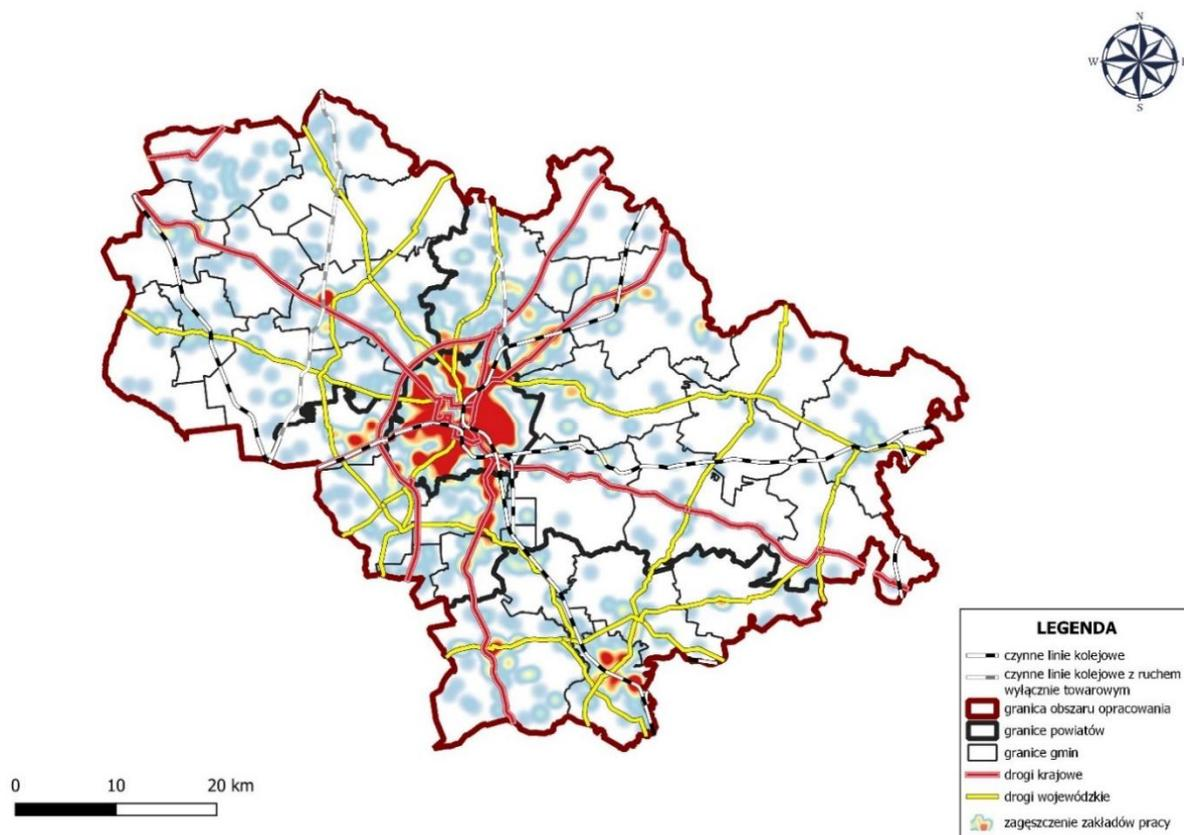 N
W
E
S
LEGENDA
czynne linie kolejowe
czynne linie kolejowe z ruchem
wyłącznie towarowym
granica obszaru opracowania
granice powiatów
granice gmin
drogi krajowe
drogi wojewódzkie
zagęszczenie zakładów pracy
0 10 20 km